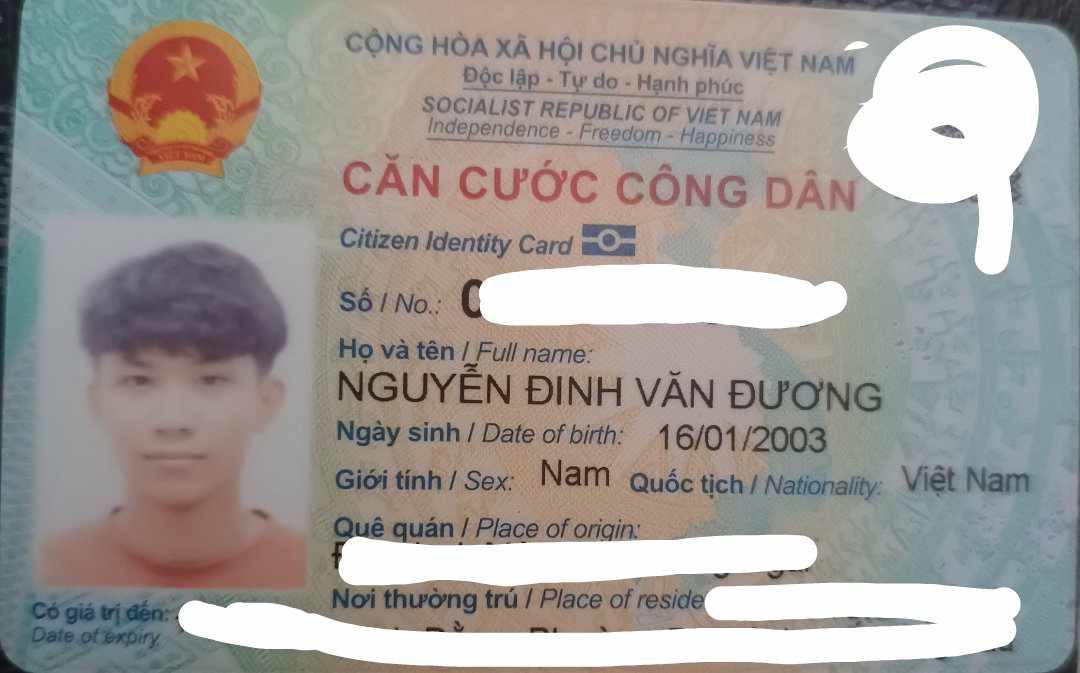 CỘNG HÒA XÃ HỘI CHỦ NGHĨA VIỆT NAM
Độc lập - Tự do - Hạnh phúc
SOCIALIST REPUBLIC OF VIET NAM
Independence - Freedom - Happiness
CĂN CƯỚC CÔNG DÂN
Citizen Identity Card
Số / No.: 0
Họ và tên / Full name:
NGUYỄN ĐINH VĂN ĐƯƠNG
Ngày sinh / Date of birth: 16/01/2003
Giới tính / Sex: Nam Quốc tịch / Nationality: Việt Nam
Quê quán / Place of origin:
Nơi thường trú / Place of reside
Có giá trị đến:
Date of expiry
VIỆT NAM